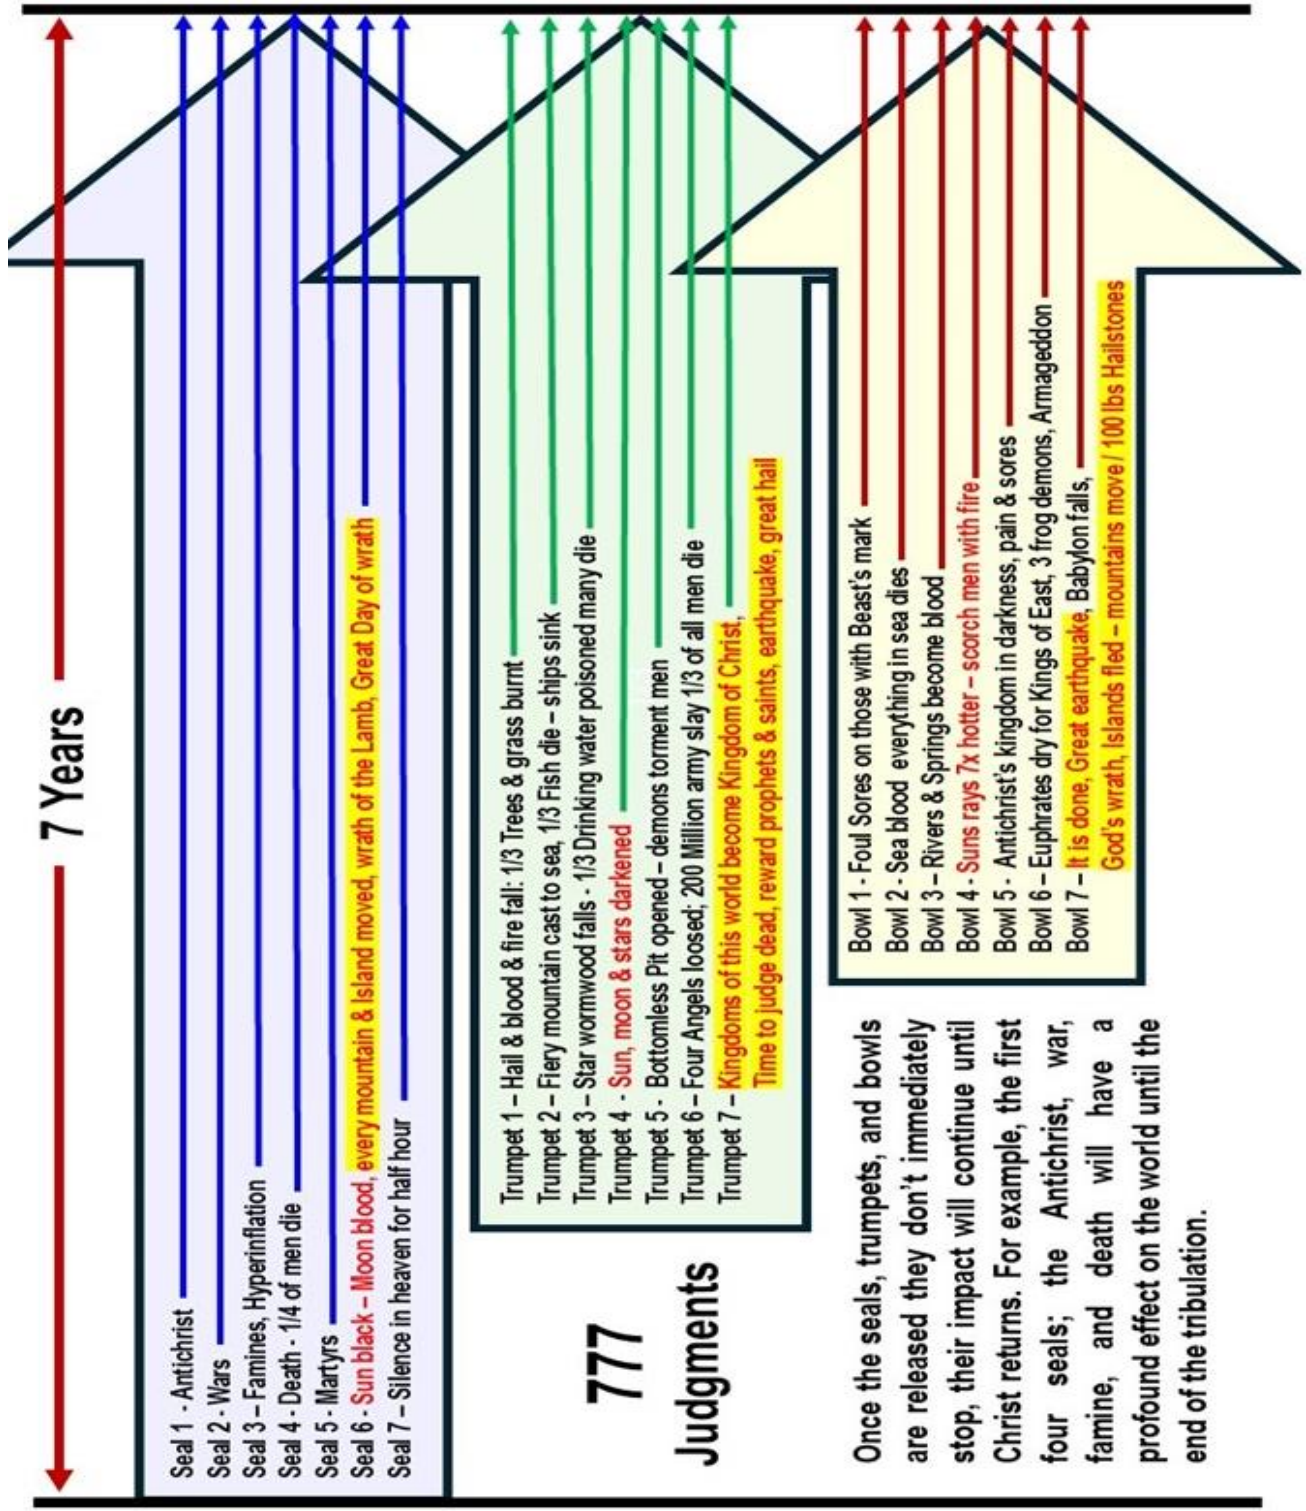 7 Years
Seal 1 - Antichrist
Seal 2 - Wars
Seal 3 – Famines, Hyperinflation
Seal 4 - Death - 1/4 of men die
Seal 5 - Martyrs
Seal 6 - Sun black – Moon blood, every mountain & Island moved, wrath of the Lamb, Great Day of wrath
Seal 7 – Silence in heaven for half hour
777
Judgments
Trumpet 1 – Hail & blood & fire fall: 1/3 Trees & grass burnt
Trumpet 2 – Fiery mountain cast to sea, 1/3 Fish die – ships sink
Trumpet 3 – Star wormwood falls - 1/3 Drinking water poisoned many die
Trumpet 4 - Sun, moon & stars darkened
Trumpet 5 - Bottomless Pit opened – demons torment men
Trumpet 6 – Four Angels loosed; 200 Million army slay 1/3 of all men die
Trumpet 7 – Kingdoms of this world become Kingdom of Christ,
Time to judge dead, reward prophets & saints, earthquake, great hail
Once the seals, trumpets, and bowls
are released they don't immediately
stop, their impact will continue until
Christ returns. For example, the first
four seals; the Antichrist, war,
famine, and death will have a
profound effect on the world until the
end of the tribulation.
Bowl 1 - Foul Sores on those with Beast's mark
Bowl 2 - Sea blood everything in sea dies
Bowl 3 – Rivers & Springs become blood
Bowl 4 - Suns rays 7x hotter – scorch men with fire
Bowl 5 - Antichrist's kingdom in darkness, pain & sores
Bowl 6 – Euphrates dry for Kings of East, 3 frog demons, Armageddon
Bowl 7 – It is done, Great earthquake, Babylon falls,
God's wrath, Islands fled – mountains move / 100 lbs Hailstones